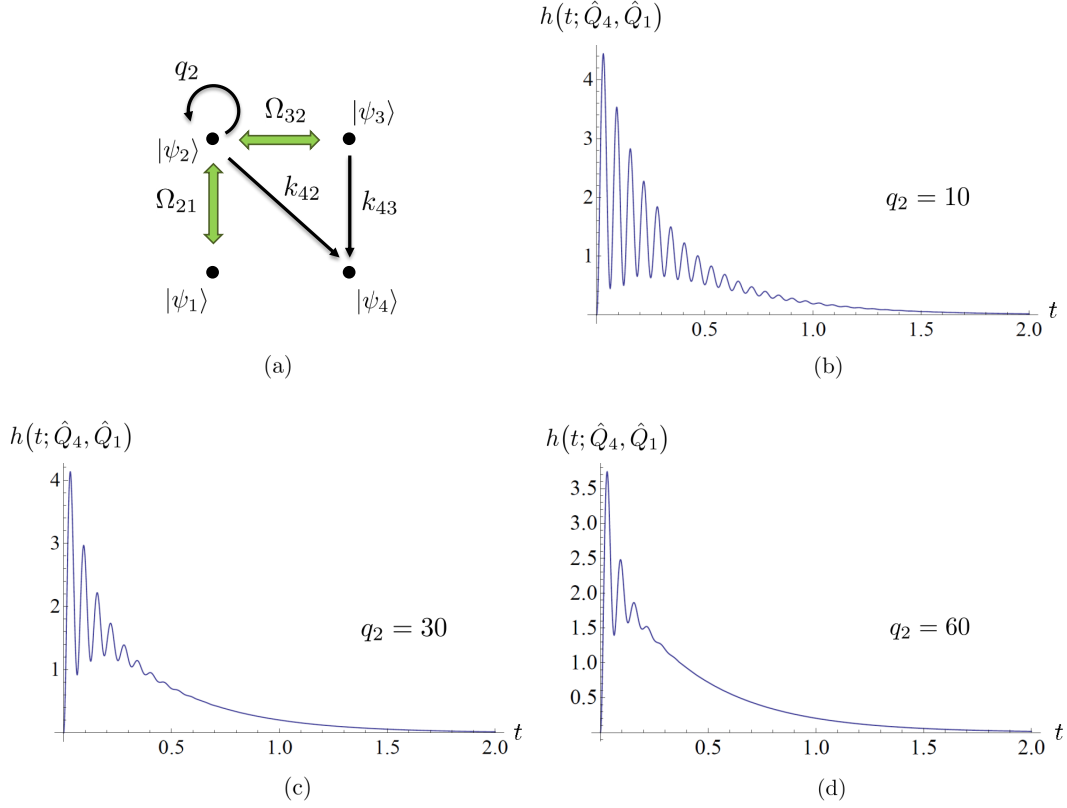 q₂
Ω₃₂
|ψ₃⟩
|ψ₂⟩
Ω₂₁
k₄₂
k₄₃
|ψ₁⟩
|ψ₄⟩
(a)
h(t; Q̂₄, Q̂₁)
4
3
2
1
q₂ = 10
0.5
1.0
1.5
2.0
t
(b)
h(t; Q̂₄, Q̂₁)
4
3
2
1
q₂ = 30
0.5
1.0
1.5
2.0
t
(c)
h(t; Q̂₄, Q̂₁)
3.5
3.0
2.5
2.0
1.5
1.0
0.5
q₂ = 60
0.5
1.0
1.5
2.0
t
(d)